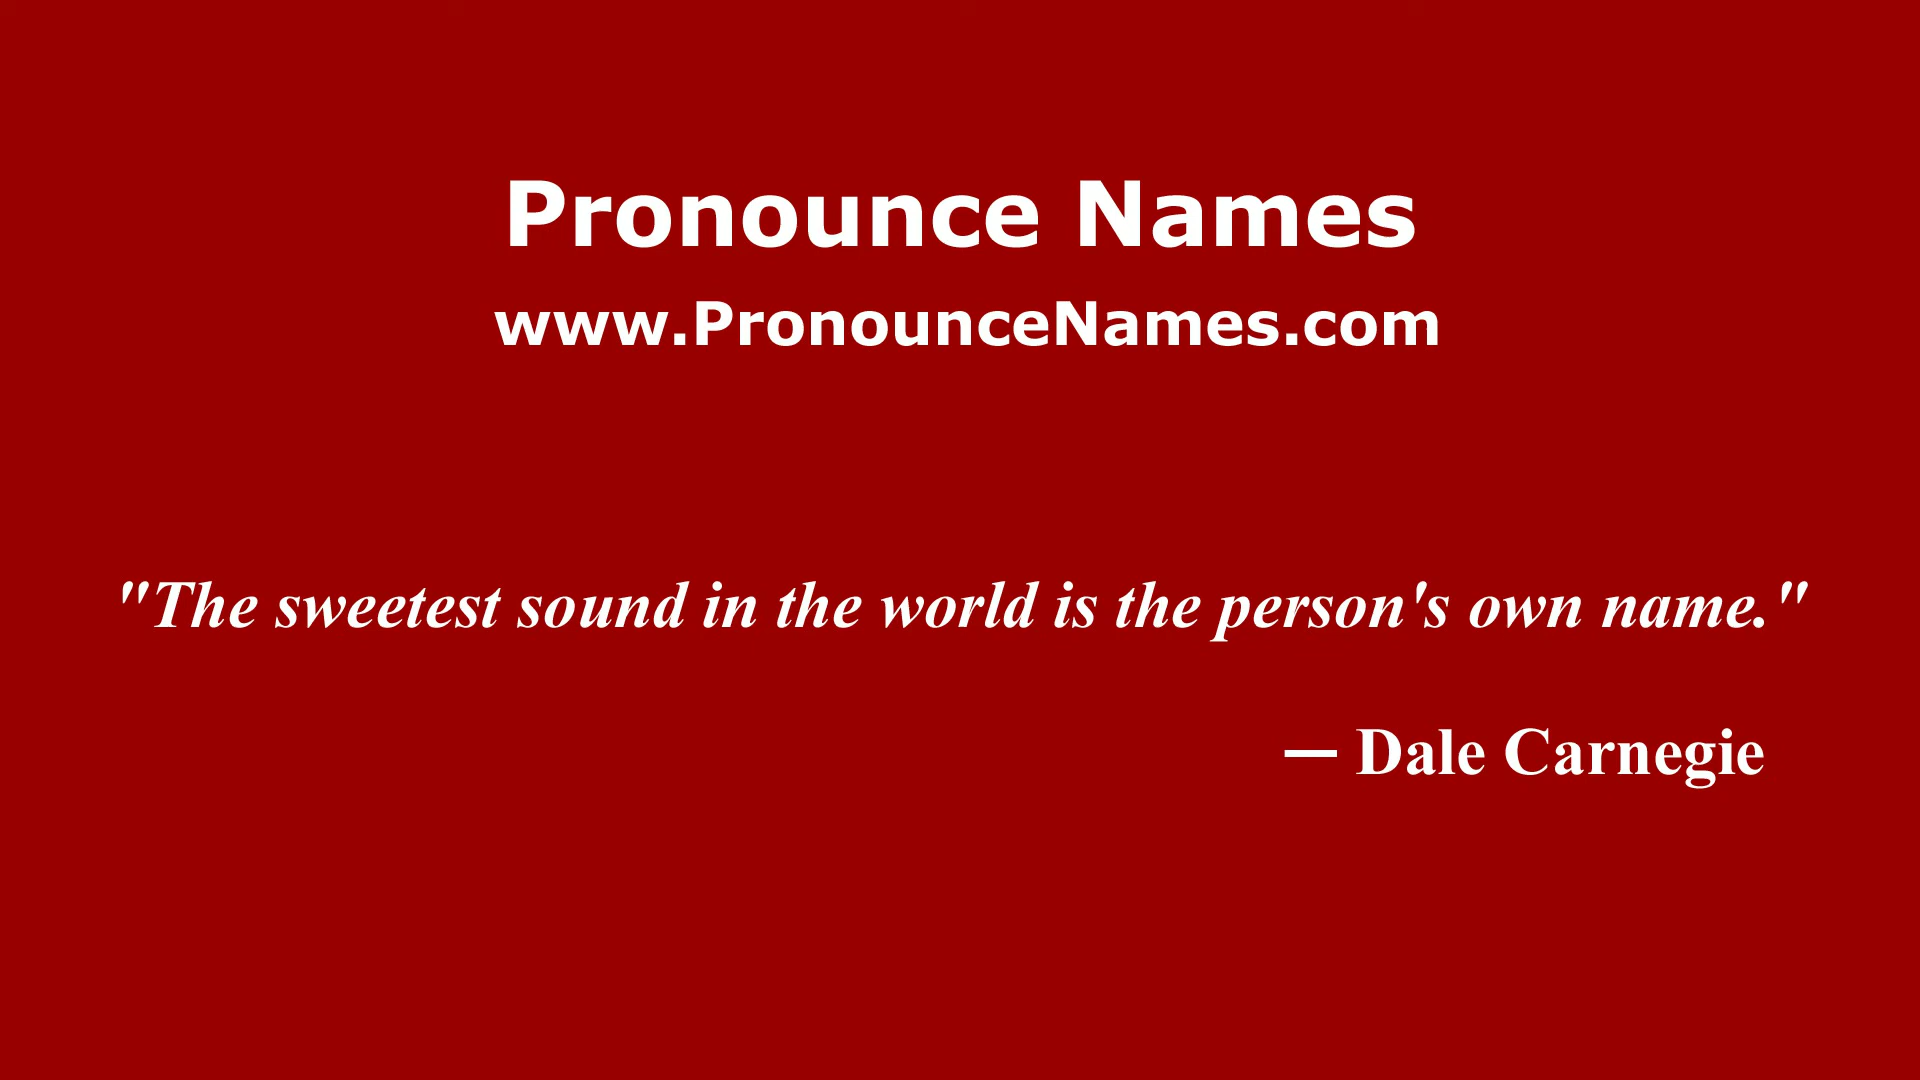 Pronounce Names
www.PronounceNames.com
"The sweetest sound in the world is the person's own name."
— Dale Carnegie